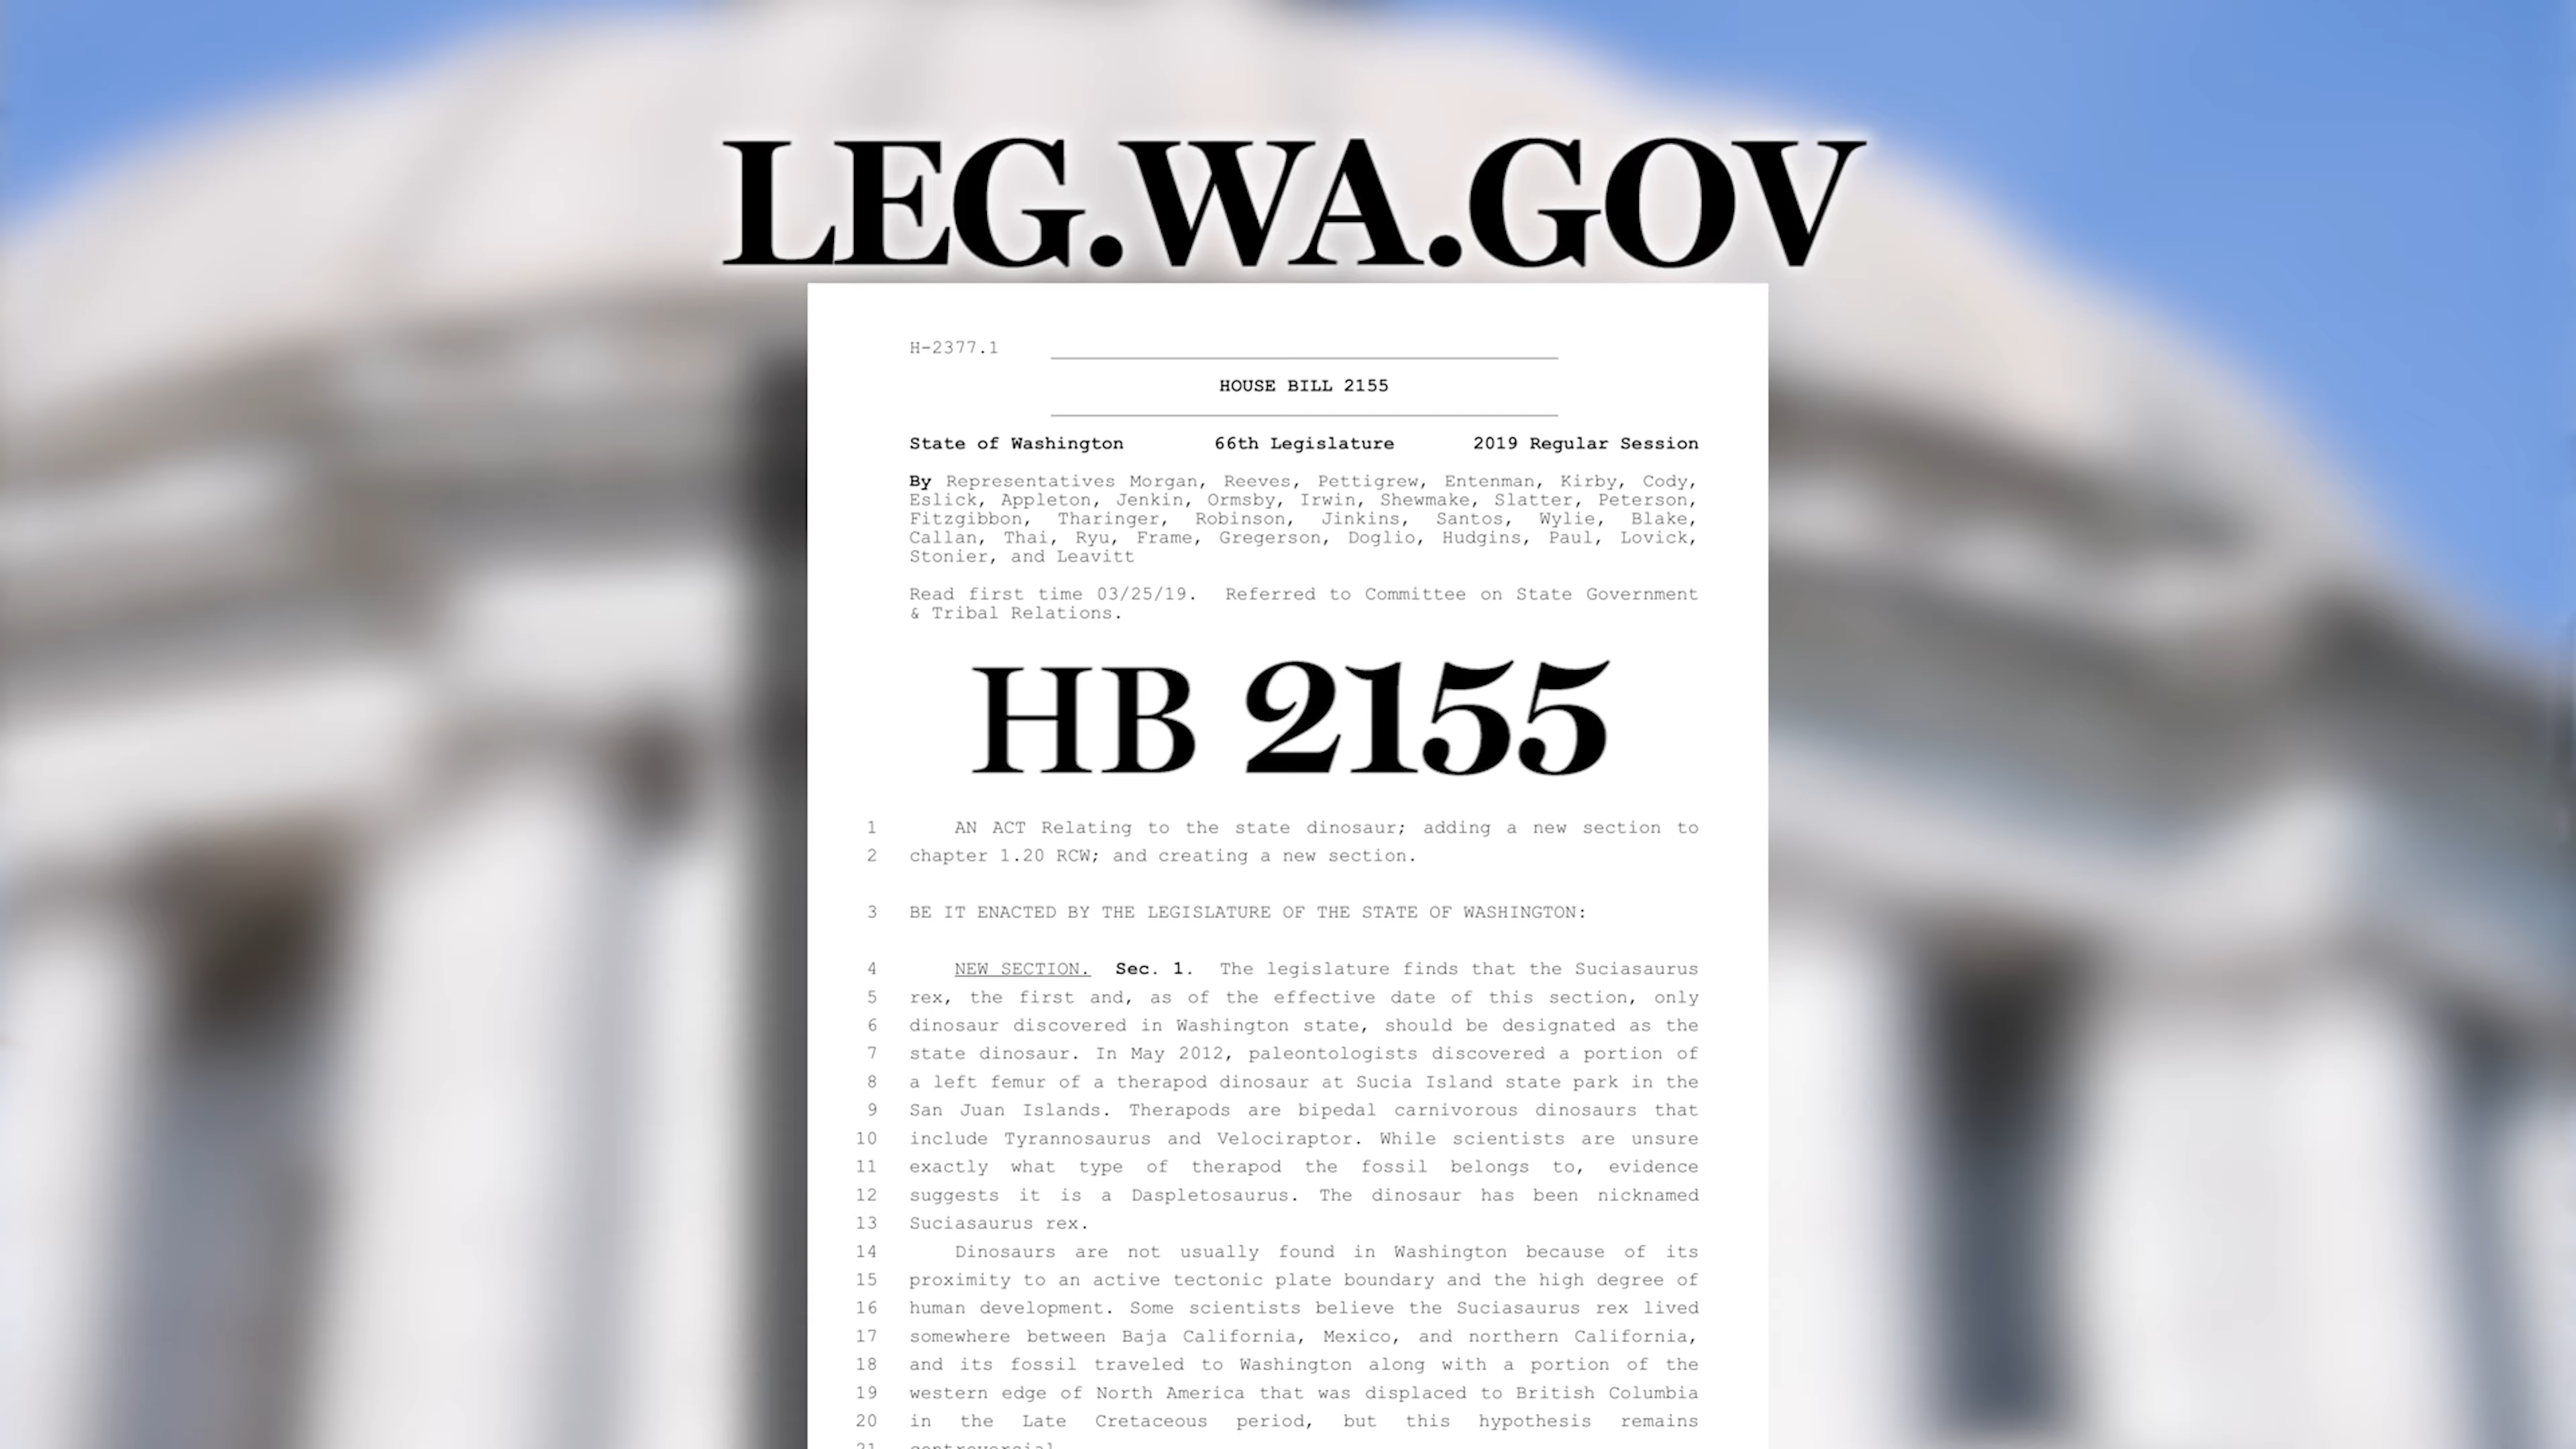 LEG.WA.GOV
H-2377.1
HOUSE BILL 2155
State of Washington 66th Legislature 2019 Regular Session
By Representatives Morgan, Reeves, Pettigrew, Entenman, Kirby, Cody,
Eslick, Appleton, Jenkin, Ormsby, Irwin, Shewmake, Slatter, Peterson,
Fitzgibbon, Tharinger, Robinson, Jinkins, Santos, Wylie, Blake,
Callan, Thai, Ryu, Frame, Gregerson, Doglio, Hudgins, Paul, Lovick,
Stonier, and Leavitt
Read first time 03/25/19. Referred to Committee on State Government
& Tribal Relations.
HB 2155
1 AN ACT Relating to the state dinosaur; adding a new section to
2 chapter 1.20 RCW; and creating a new section.
3 BE IT ENACTED BY THE LEGISLATURE OF THE STATE OF WASHINGTON:
4 NEW SECTION. Sec. 1. The legislature finds that the Suciasaurus
5 rex, the first and, as of the effective date of this section, only
6 dinosaur discovered in Washington state, should be designated as the
7 state dinosaur. In May 2012, paleontologists discovered a portion of
8 a left femur of a therapod dinosaur at Sucia Island state park in the
9 San Juan Islands. Therapods are bipedal carnivorous dinosaurs that
10 include Tyrannosaurus and Velociraptor. While scientists are unsure
11 exactly what type of therapod the fossil belongs to, evidence
12 suggests it is a Daspletosaurus. The dinosaur has been nicknamed
13 Suciasaurus rex.
14 Dinosaurs are not usually found in Washington because of its
15 proximity to an active tectonic plate boundary and the high degree of
16 human development. Some scientists believe the Suciasaurus rex lived
17 somewhere between Baja California, Mexico, and northern California,
18 and its fossil traveled to Washington along with a portion of the
19 western edge of North America that was displaced to British Columbia
20 in the Late Cretaceous period, but this hypothesis remains